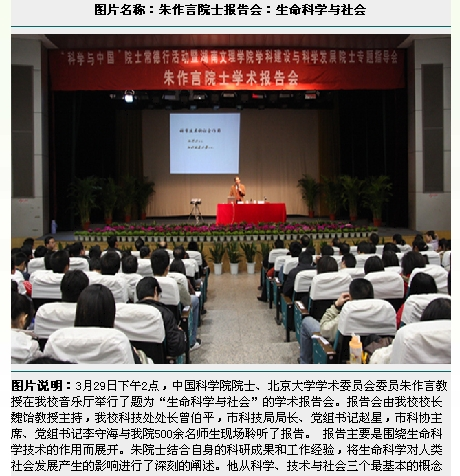 图片名称：朱作言院士报告会：生命科学与社会
“科学与中国”院士常德行活动暨湖南文理学院学科建设与科学发展院士专题指导会
朱作言院士学术报告会
图片说明：3月29日下午2点，中国科学院院士、北京大学学术委员会委员朱作言教
授在我校音乐厅举行了题为“生命科学与社会”的学术报告会。报告会由我校校长
魏饴教授主持，我校科技处处长曾伯平，市科技局局长、党组书记赵星，市科协主
席、党组书记李守海与我院500余名师生现场聆听了报告。 报告主要是围绕生命科
学技术的作用而展开。朱院士结合自身的科研成果和工作经验，将生命科学对人类
社会发展产生的影响进行了深刻的阐述。他从科学、技术与社会三个最基本的概念